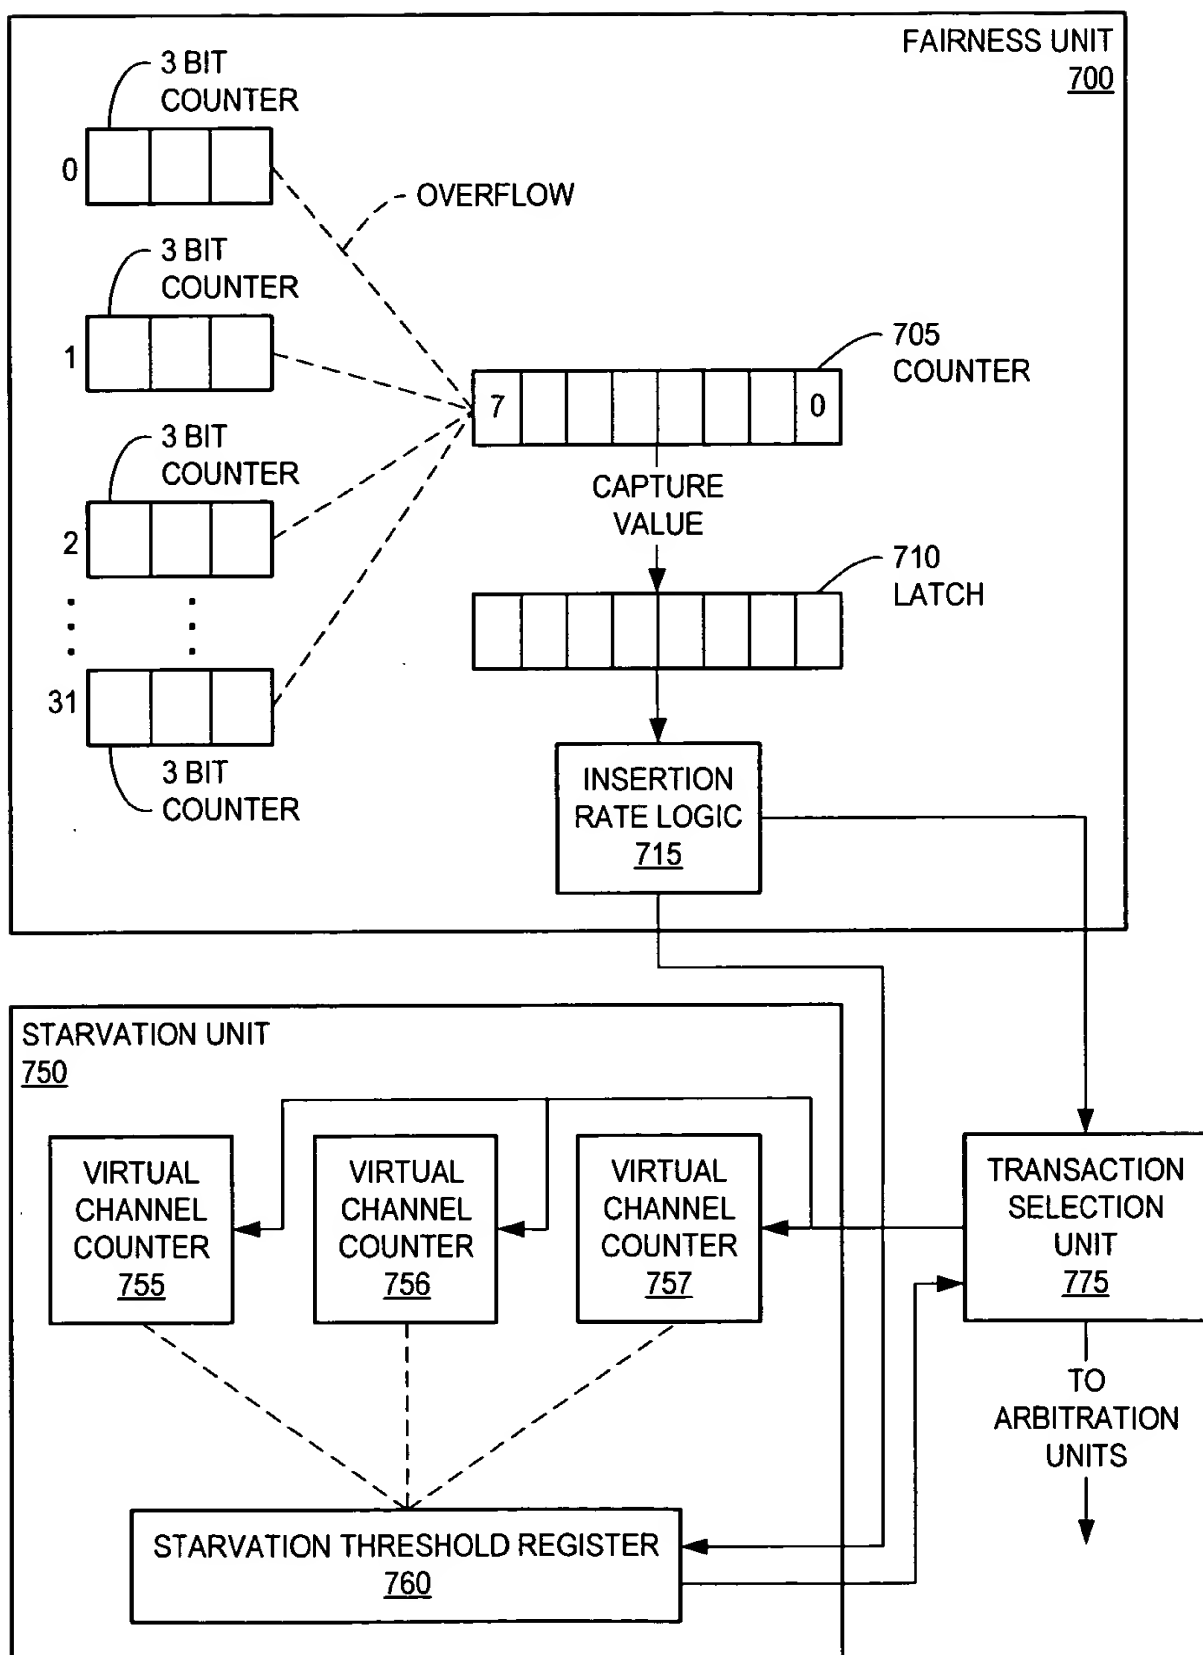 FAIRNESS UNIT
700
3 BIT
COUNTER
0
OVERFLOW
3 BIT
COUNTER
1
705
COUNTER
7
0
3 BIT
COUNTER
2
CAPTURE
VALUE
710
LATCH
31
3 BIT
COUNTER
INSERTION
RATE LOGIC
715
STARVATION UNIT
750
VIRTUAL
CHANNEL
COUNTER
755
VIRTUAL
CHANNEL
COUNTER
756
VIRTUAL
CHANNEL
COUNTER
757
TRANSACTION
SELECTION
UNIT
775
TO
ARBITRATION
UNITS
STARVATION THRESHOLD REGISTER
760